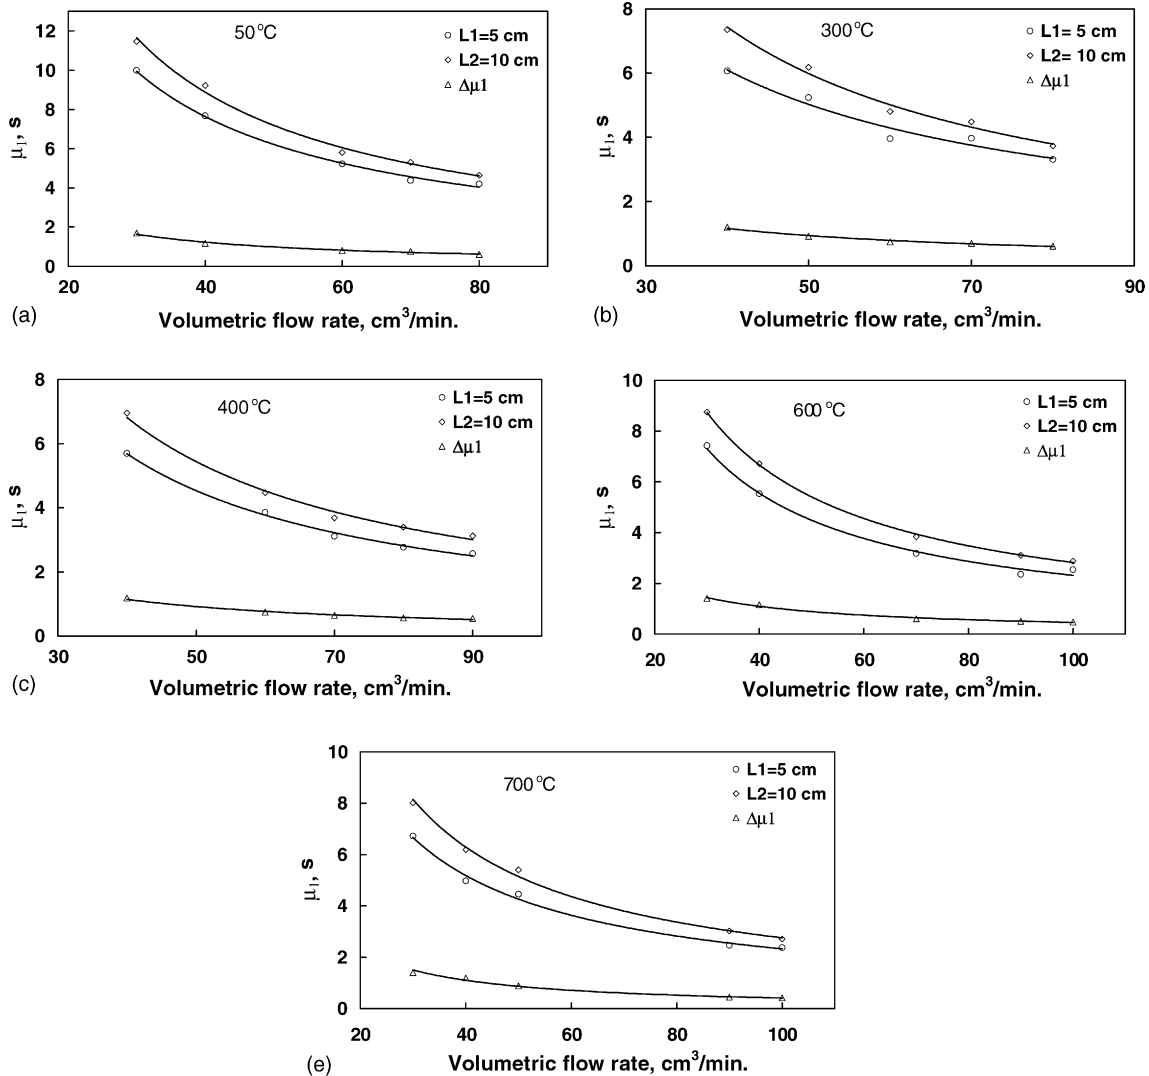 50°C
L1=5 cm
L2=10 cm
Δμ1
μ1, s
12
10
8
6
4
2
0
20 40 60 80
Volumetric flow rate, cm³/min.
(a)
300°C
L1= 5 cm
L2= 10 cm
Δμ1
μ1, s
8
6
4
2
0
30 50 70 90
Volumetric flow rate, cm³/min.
(b)
400°C
L1=5 cm
L2=10 cm
Δμ1
μ1, s
8
6
4
2
0
30 50 70 90
Volumetric flow rate, cm³/min.
(c)
600°C
L1=5 cm
L2=10 cm
Δμ1
μ1, s
10
8
6
4
2
0
20 40 60 80 100
Volumetric flow rate, cm³/min.
700°C
L1=5 cm
L2=10 cm
Δμ1
μ1, s
10
8
6
4
2
0
20 40 60 80 100
Volumetric flow rate, cm³/min.
(e)